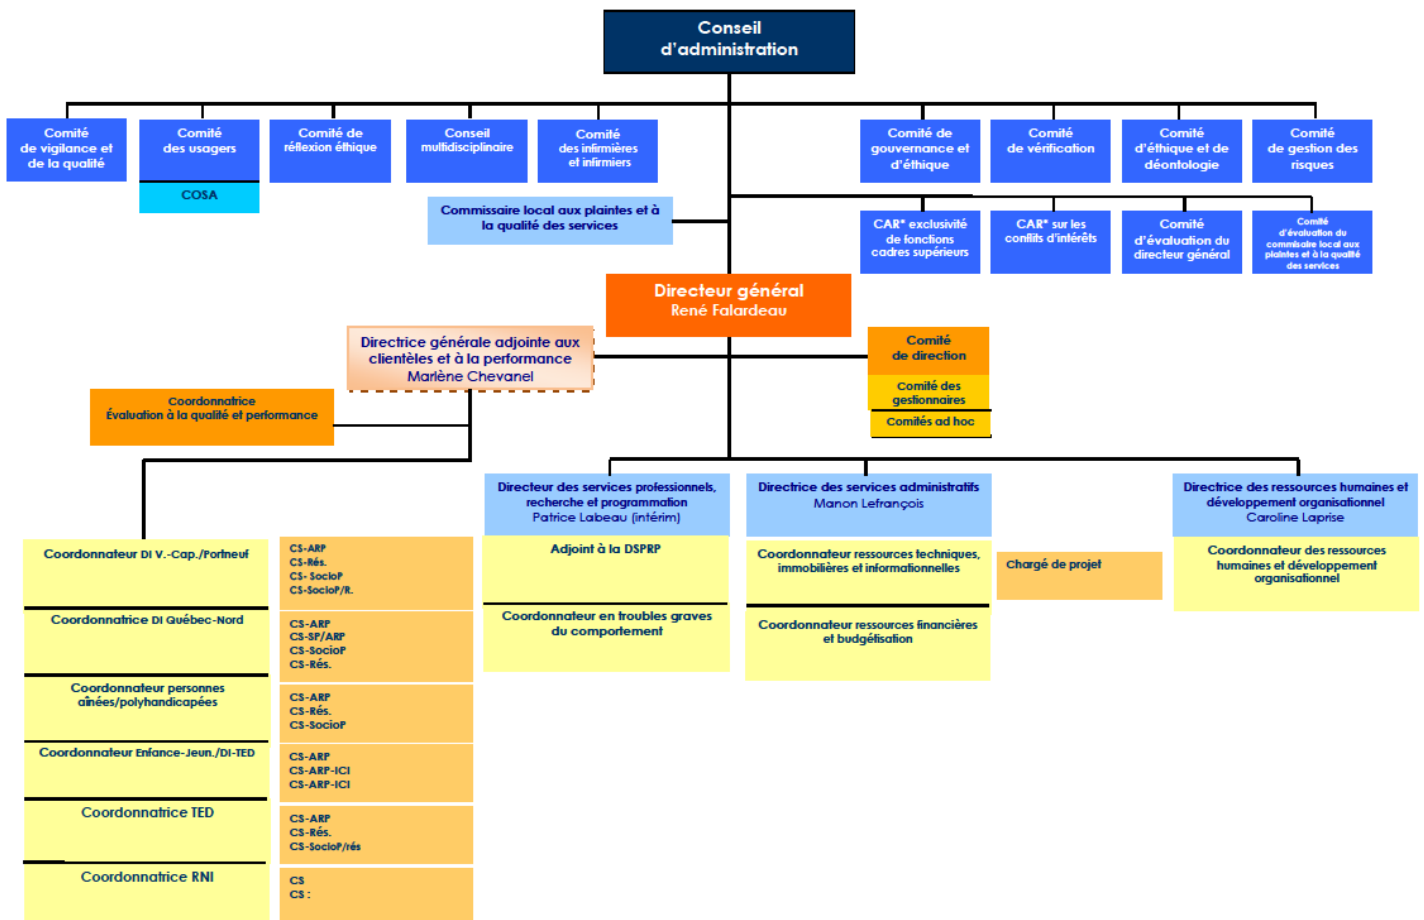 Conseil
d'administration
Comité
de vigilance et
de la qualité
Comité
des usagers
COSA
Comité de
réflexion éthique
Conseil
multidisciplinaire
Comité
des infirmières
et infirmiers
Comité de
gouvernance et
d'éthique
Comité
de vérification
Comité
d'éthique et de
déontologie
Comité
de gestion des
risques
Commissaire local aux plaintes et à
la qualité des services
CAR* exclusivité
de fonctions
cadres supérieurs
CAR* sur les
conflits d'intérêts
Comité
d'évaluation du
directeur général
Comité
d'évaluation du
commisaire local aux
plaintes et à la qualité
des services
Directeur général
René Falardeau
Directrice générale adjointe aux
clientèles et à la performance
Marlène Chevanel
Comité
de direction
Comité des
gestionnaires
Comités ad hoc
Coordonnatrice
Évaluation à la qualité et performance
Directeur des services professionnels,
recherche et programmation
Patrice Labeau (intérim)
Directrice des services administratifs
Manon Lefrançois
Directrice des ressources humaines et
développement organisationnel
Caroline Laprise
Coordonnateur DI V.-Cap./Portneuf
CS-ARP
CS-Rés.
CS- SocioP
CS-SocioP/R.
Adjoint à la DSPRP
Coordonnateur ressources techniques,
immobilières et informationnelles
Chargé de projet
Coordonnateur des ressources
humaines et développement
organisationnel
Coordonnatrice DI Québec-Nord
CS-ARP
CS-SP/ARP
CS-SocioP
CS-Rés.
Coordonnateur en troubles graves
du comportement
Coordonnateur ressources financières
et budgétisation
Coordonnateur personnes
aînées/polyhandicapées
CS-ARP
CS-Rés.
CS-SocioP
Coordonnateur Enfance-Jeun./DI-TED
CS-ARP
CS-ARP-ICI
CS-ARP-ICI
Coordonnatrice TED
CS-ARP
CS-Rés.
CS-SocioP/rés
Coordonnatrice RNI
CS
CS :